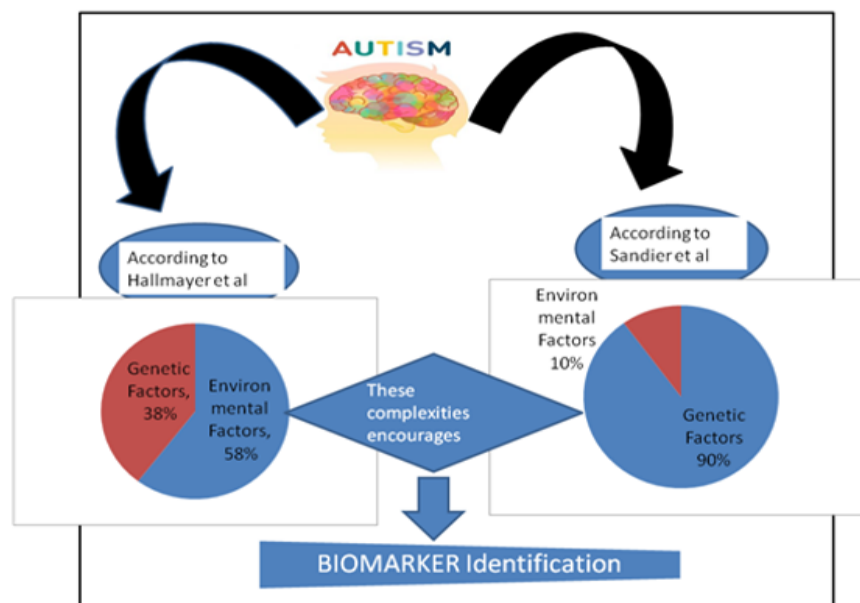 AUTISM
According to
Hallmayer et al
According to
Sandier et al
Genetic
Factors,
38%
Environ
mental
Factors,
58%
These
complexities
encourages
Environ
mental
Factors
10%
Genetic
Factors
90%
BIOMARKER Identification